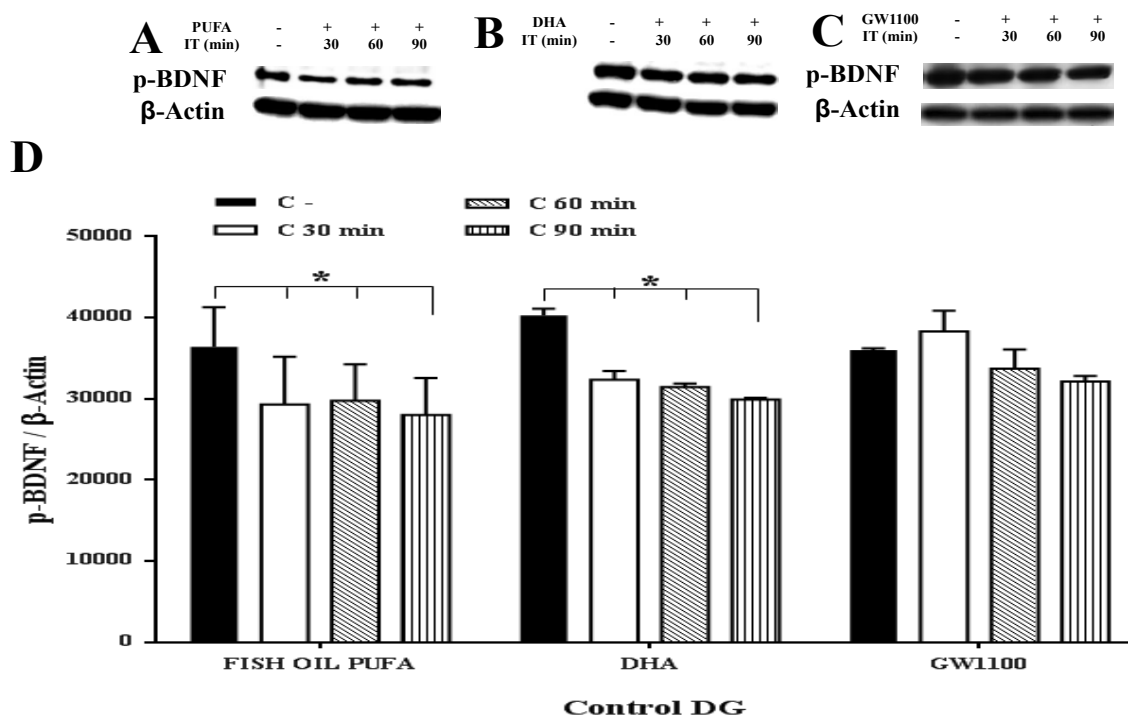 A
PUFA - + + +
IT (min) - 30 60 90
p-BDNF
β-Actin
B
DHA - + + +
IT (min) - 30 60 90
C
GW1100 - + + +
IT (min) - 30 60 90
p-BDNF
β-Actin
D
C -
C 30 min
C 60 min
C 90 min
50000
40000
30000
20000
10000
0
p-BDNF / β-Actin
*
*
FISH OIL PUFA
DHA
GW1100
Control DG